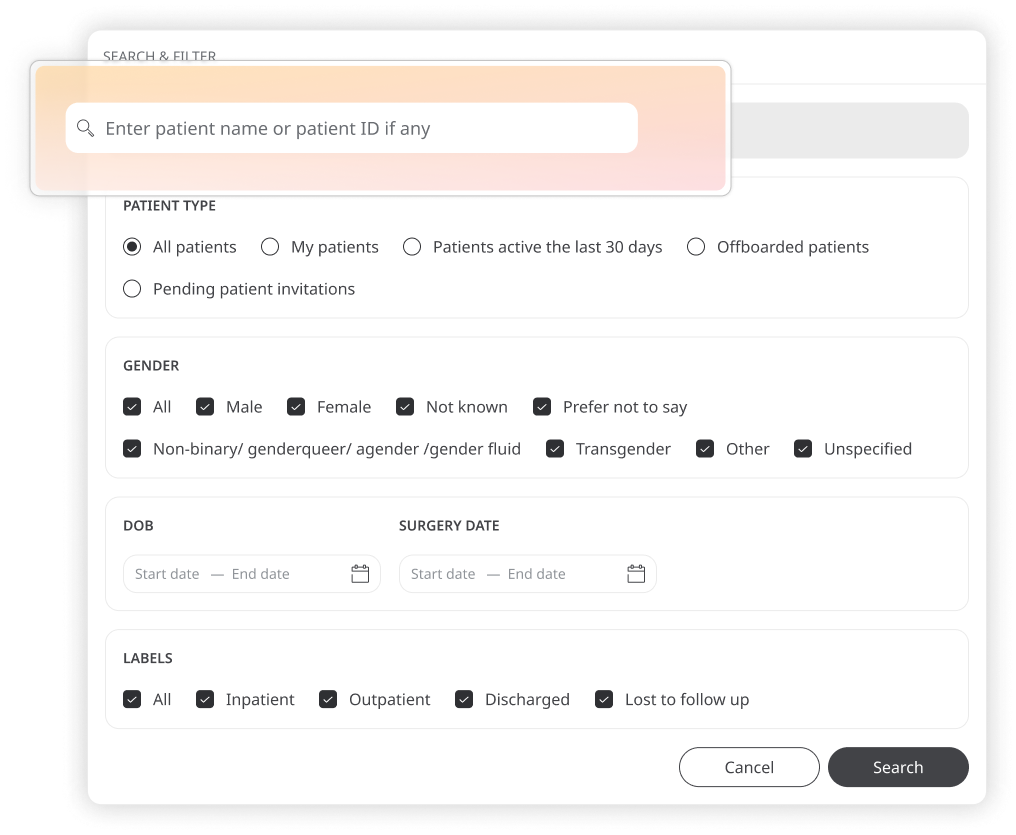 SEARCH & FILTER
Enter patient name or patient ID if any
PATIENT TYPE
All patients My patients Patients active the last 30 days Offboarded patients
Pending patient invitations
GENDER
All Male Female Not known Prefer not to say
Non-binary/ genderqueer/ agender /gender fluid Transgender Other Unspecified
DOB SURGERY DATE
Start date — End date Start date — End date
LABELS
All Inpatient Outpatient Discharged Lost to follow up
Cancel Search